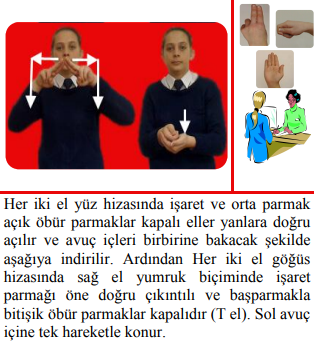 Her iki el yüz hizasında işaret ve orta parmak
açık öbür parmaklar kapalı eller yanlara doğru
açılır ve avuç içleri birbirine bakacak şekilde
aşağıya indirilir. Ardından Her iki el göğüs
hizasında sağ el yumruk biçiminde işaret
parmağı öne doğru çıkıntılı ve başparmakla
bitişik öbür parmaklar kapalıdır (T el). Sol avuç
içine tek hareketle konur.